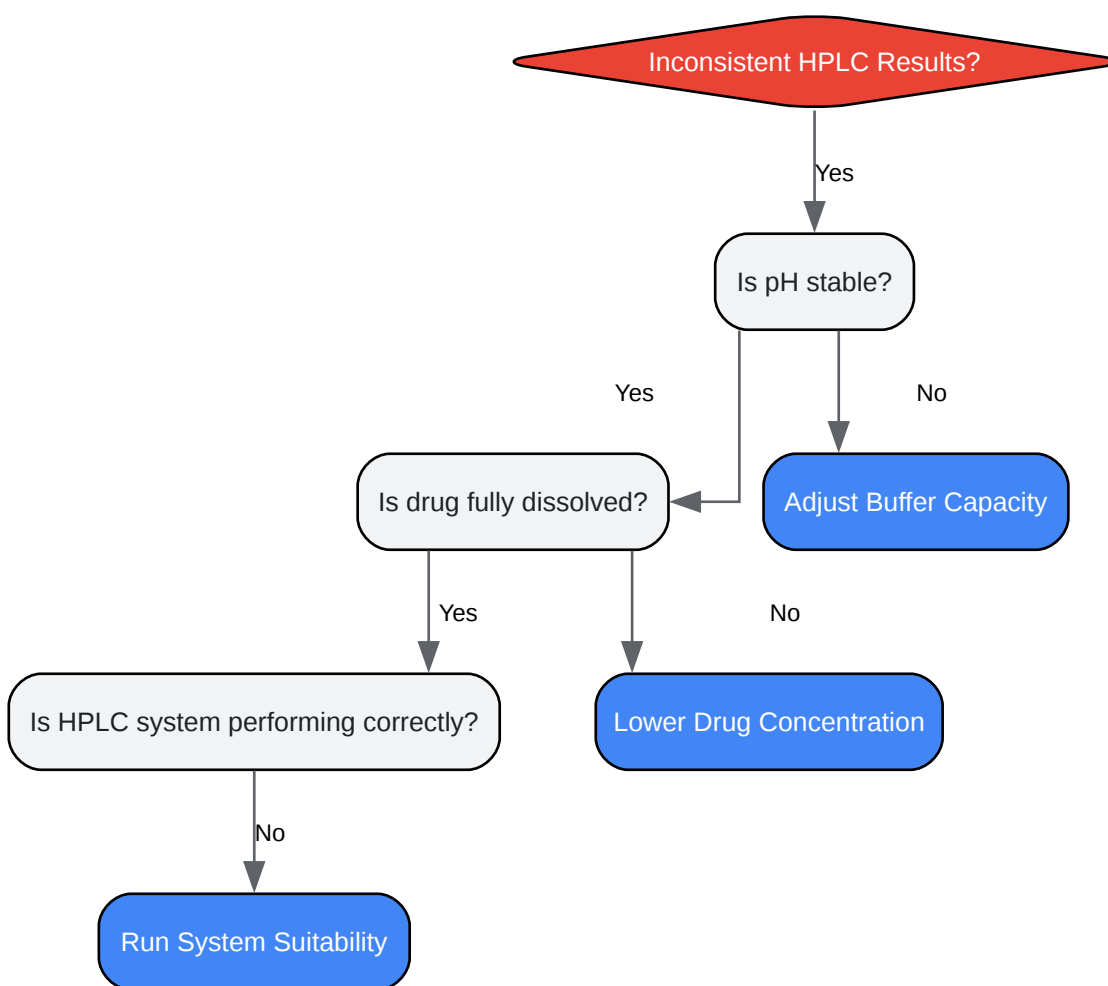 Inconsistent HPLC Results?
Yes
Is pH stable?
Yes
No
Is drug fully dissolved?
Adjust Buffer Capacity
Yes
No
Is HPLC system performing correctly?
Lower Drug Concentration
No
Run System Suitability